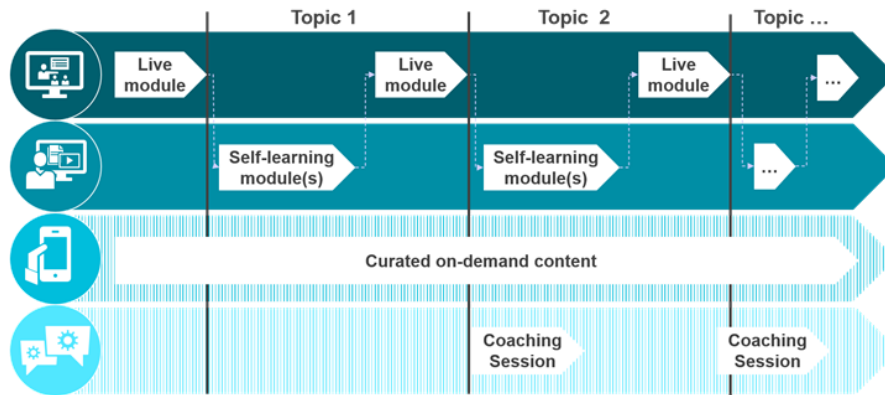 Topic 1
Topic 2
Topic ...
Live
module
Live
module
Live
module
...
Self-learning
module(s)
Self-learning
module(s)
...
Curated on-demand content
Coaching
Session
Coaching
Session